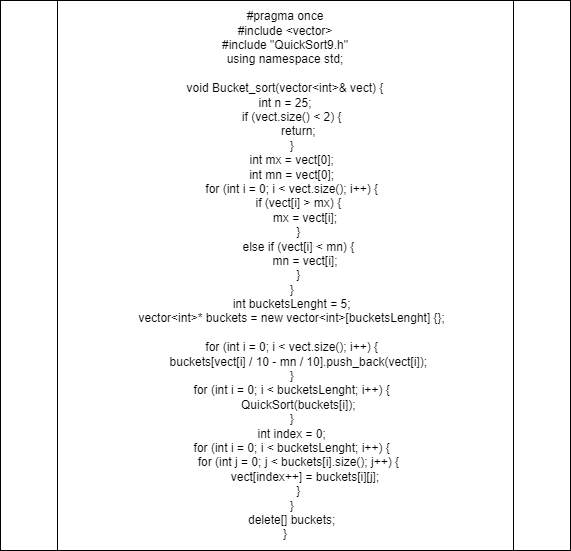 #pragma once
#include <vector>
#include "QuickSort9.h"
using namespace std;
void Bucket_sort(vector<int>& vect) {
int n = 25;
if (vect.size() < 2) {
return;
}
int mx = vect[0];
int mn = vect[0];
for (int i = 0; i < vect.size(); i++) {
if (vect[i] > mx) {
mx = vect[i];
}
else if (vect[i] < mn) {
mn = vect[i];
}
}
int bucketsLenght = 5;
vector<int>* buckets = new vector<int>[bucketsLenght] {};
for (int i = 0; i < vect.size(); i++) {
buckets[vect[i] / 10 - mn / 10].push_back(vect[i]);
}
for (int i = 0; i < bucketsLenght; i++) {
QuickSort(buckets[i]);
}
int index = 0;
for (int i = 0; i < bucketsLenght; i++) {
for (int j = 0; j < buckets[i].size(); j++) {
vect[index++] = buckets[i][j];
}
}
delete[] buckets;
}